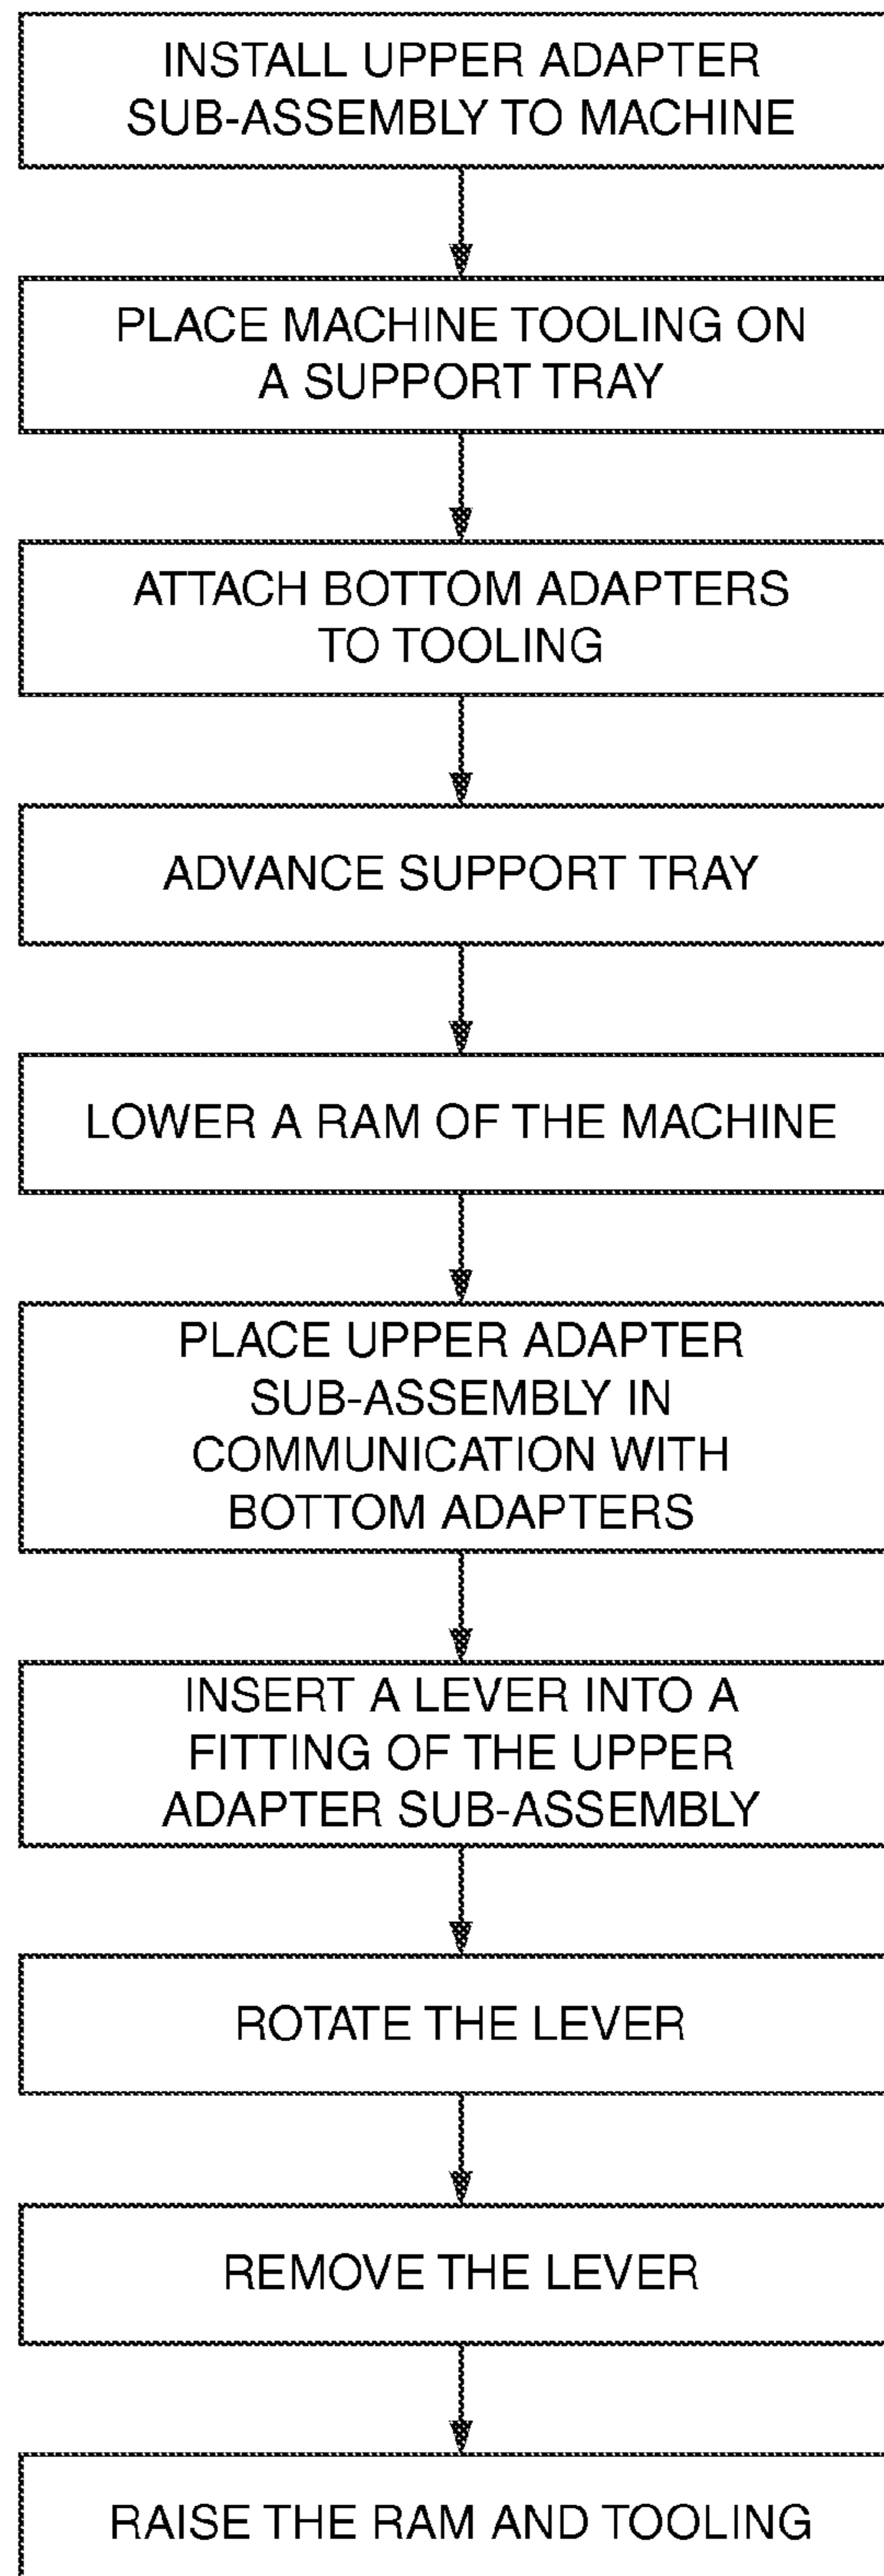 INSTALL UPPER ADAPTER
SUB-ASSEMBLY TO MACHINE
PLACE MACHINE TOOLING ON
A SUPPORT TRAY
ATTACH BOTTOM ADAPTERS
TO TOOLING
ADVANCE SUPPORT TRAY
LOWER A RAM OF THE MACHINE
PLACE UPPER ADAPTER
SUB-ASSEMBLY IN
COMMUNICATION WITH
BOTTOM ADAPTERS
INSERT A LEVER INTO A
FITTING OF THE UPPER
ADAPTER SUB-ASSEMBLY
ROTATE THE LEVER
REMOVE THE LEVER
RAISE THE RAM AND TOOLING